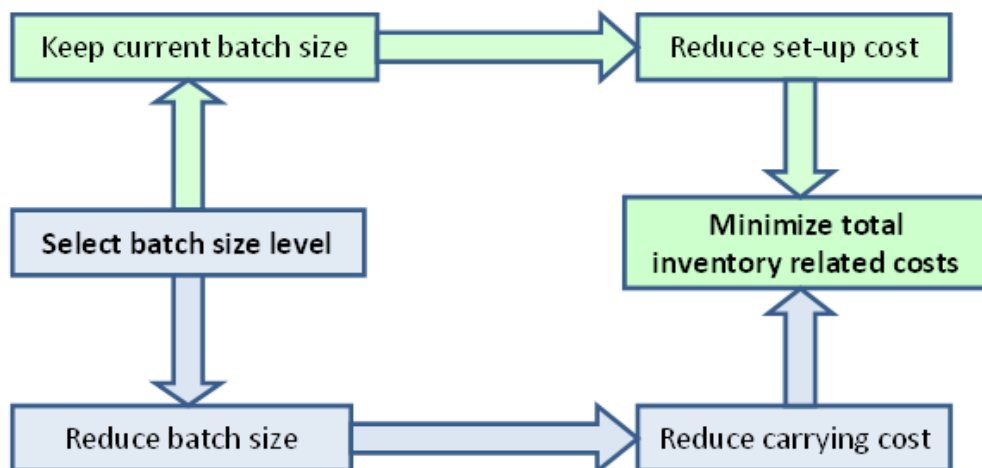 Keep current batch size
Reduce set-up cost
Select batch size level
Minimize total
inventory related costs
Reduce batch size
Reduce carrying cost